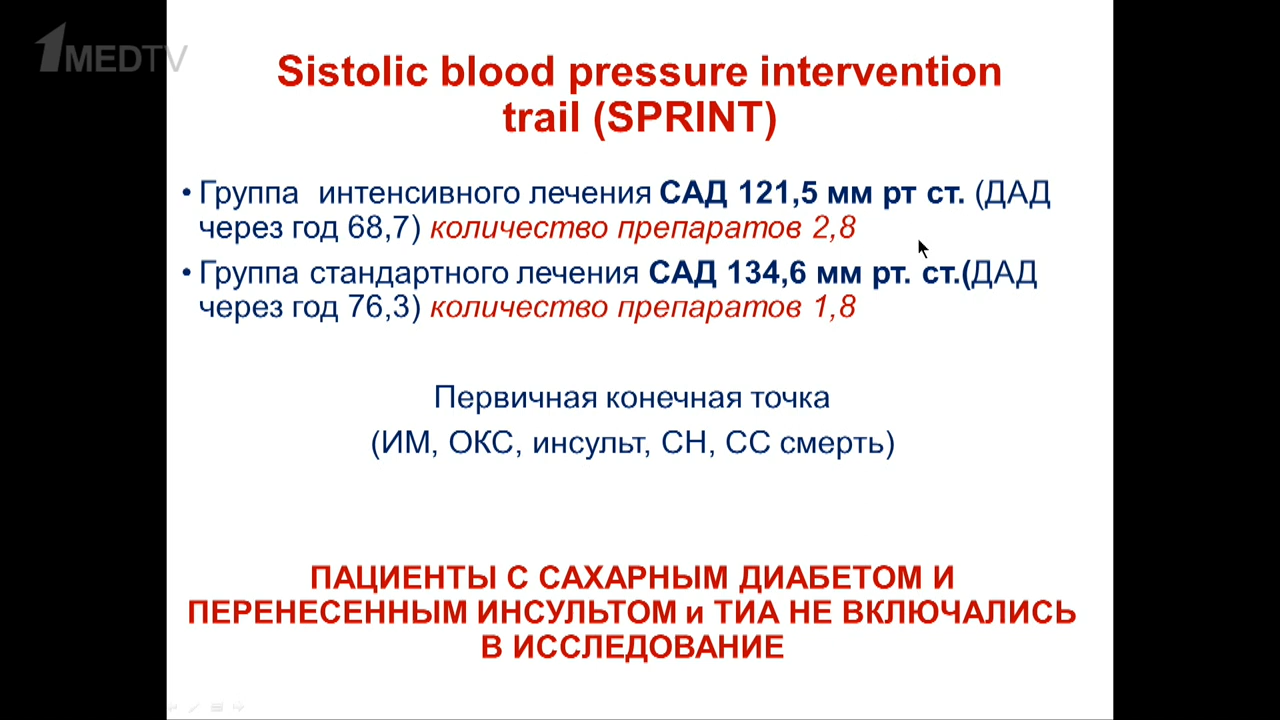 1MEDTV
Sistolic blood pressure intervention
trail (SPRINT)
• Группа интенсивного лечения САД 121,5 мм рт ст. (ДАД
через год 68,7) количество препаратов 2,8
• Группа стандартного лечения САД 134,6 мм рт. ст.(ДАД
через год 76,3) количество препаратов 1,8
Первичная конечная точка
(ИМ, ОКС, инсульт, СН, СС смерть)
ПАЦИЕНТЫ С САХАРНЫМ ДИАБЕТОМ И
ПЕРЕНЕСЕННЫМ ИНСУЛЬТОМ и ТИА НЕ ВКЛЮЧАЛИСЬ
В ИССЛЕДОВАНИЕ